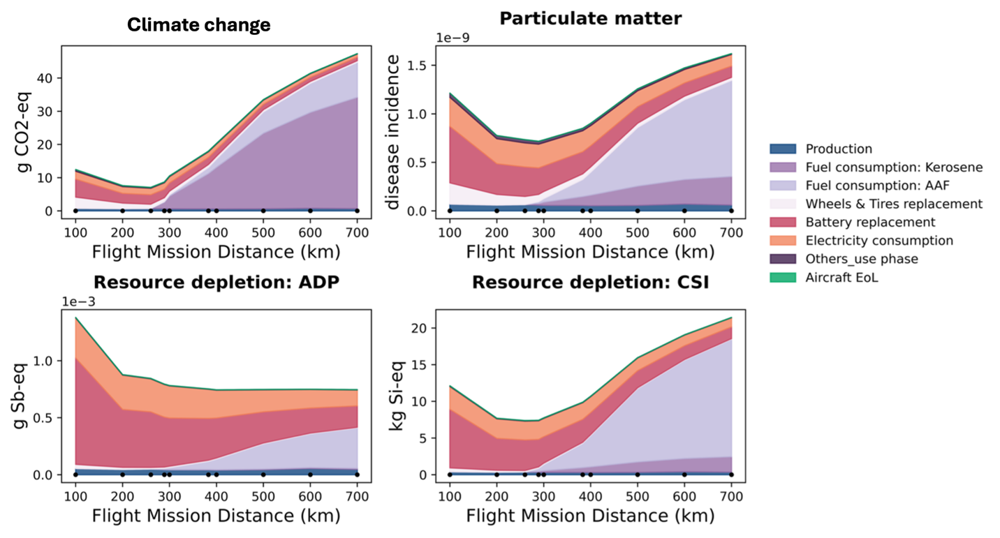 Climate change
g CO2-eq
40
30
20
10
0
100 200 300 400 500 600 700
Flight Mission Distance (km)
Particulate matter
1e−9
disease incidence
1.5
1.0
0.5
0.0
100 200 300 400 500 600 700
Flight Mission Distance (km)
Production
Fuel consumption: Kerosene
Fuel consumption: AAF
Wheels & Tires replacement
Battery replacement
Electricity consumption
Others_use phase
Aircraft EoL
Resource depletion: ADP
1e−3
g Sb-eq
1.0
0.5
0.0
100 200 300 400 500 600 700
Flight Mission Distance (km)
Resource depletion: CSI
kg Si-eq
20
15
10
5
0
100 200 300 400 500 600 700
Flight Mission Distance (km)